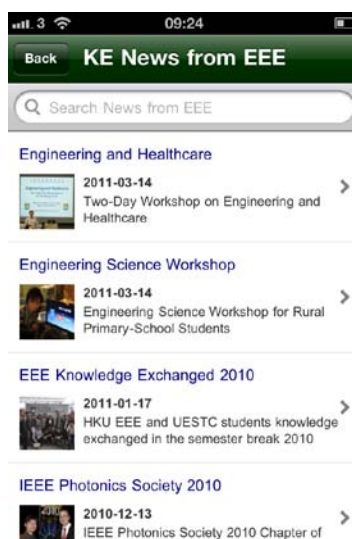 3 09:24
Back KE News from EEE
Search News from EEE
Engineering and Healthcare
2011-03-14
Two-Day Workshop on Engineering and
Healthcare
Engineering Science Workshop
2011-03-14
Engineering Science Workshop for Rural
Primary-School Students
EEE Knowledge Exchanged 2010
2011-01-17
HKU EEE and UESTC students knowledge
exchanged in the semester break 2010
IEEE Photonics Society 2010
2010-12-13
IEEE Photonics Society 2010 Chapter of